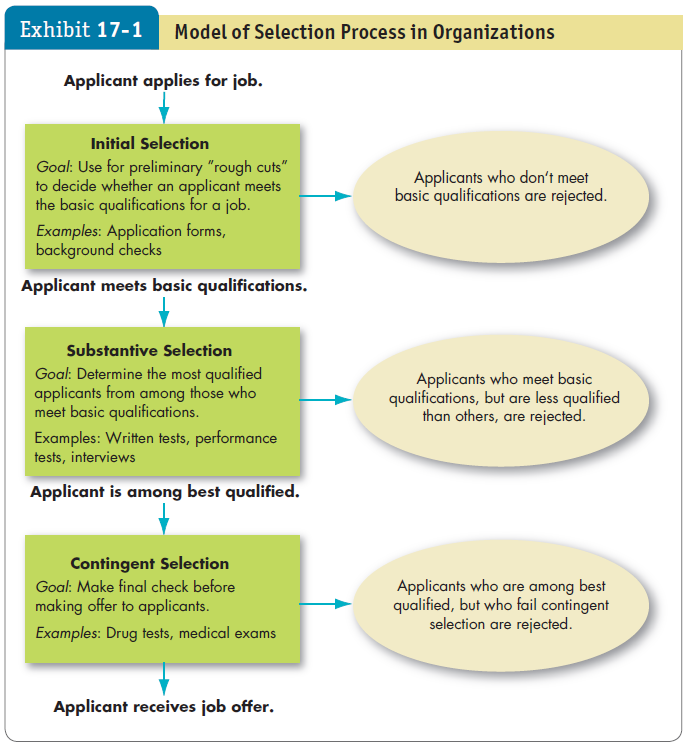 Exhibit 17-1
Model of Selection Process in Organizations
Applicant applies for job.
Initial Selection
Goal: Use for preliminary "rough cuts"
to decide whether an applicant meets
the basic qualifications for a job.
Examples: Application forms,
background checks
Applicants who don't meet
basic qualifications are rejected.
Applicant meets basic qualifications.
Substantive Selection
Goal: Determine the most qualified
applicants from among those who
meet basic qualifications.
Examples: Written tests, performance
tests, interviews
Applicants who meet basic
qualifications, but are less qualified
than others, are rejected.
Applicant is among best qualified.
Contingent Selection
Goal: Make final check before
making offer to applicants.
Examples: Drug tests, medical exams
Applicants who are among best
qualified, but who fail contingent
selection are rejected.
Applicant receives job offer.